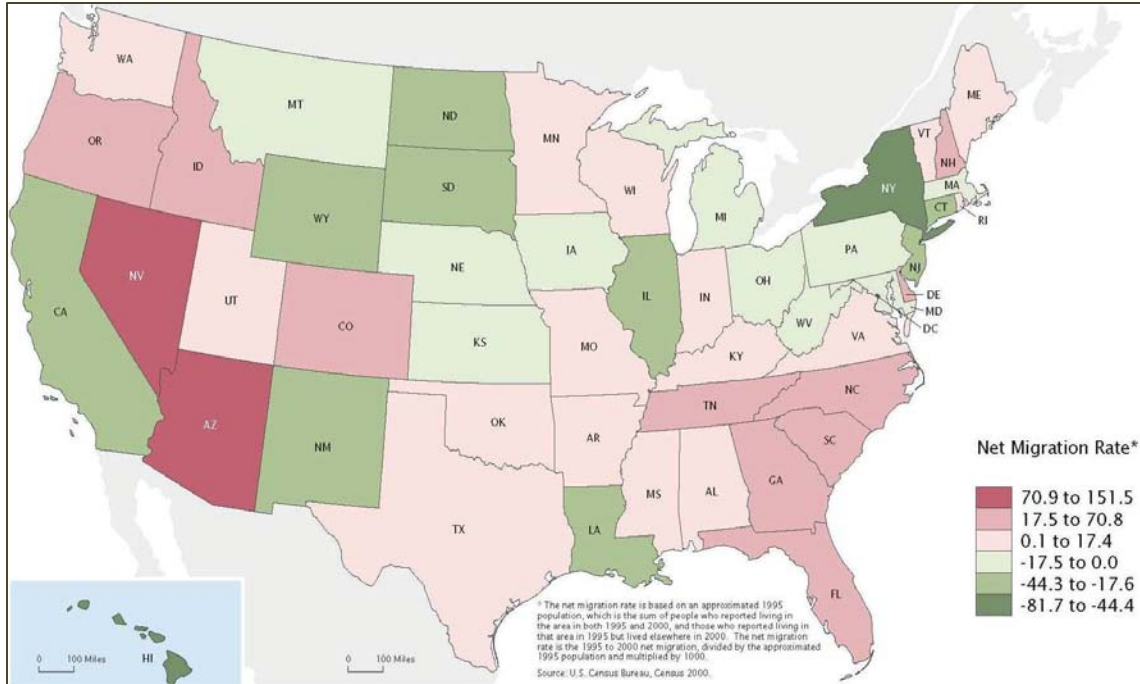 WA
MT
ND
MN
ME
OR
ID
SD
WI
VT
NH
NY
MA
WY
MI
CT
RI
IA
PA
NE
NJ
NV
OH
IL
IN
DE
UT
CA
MD
CO
WV
DC
KS
MO
VA
KY
NC
TN
OK
AZ
NM
AR
SC
GA
MS
AL
TX
LA
FL
HI
Net Migration Rate*
70.9 to 151.5
17.5 to 70.8
0.1 to 17.4
-17.5 to 0.0
-44.3 to -17.6
-81.7 to -44.4
* The net migration rate is based on an approximated 1995
population, which is the sum of people who reported living in
the area in both 1995 and 2000, and those who reported living in
that area in 1995 but lived elsewhere in 2000. The net migration
rate is the 1995 to 2000 net migration, divided by the approximated
1995 population and multiplied by 1000.
Source: U.S. Census Bureau, Census 2000.
0 100 Miles
0 100 Miles